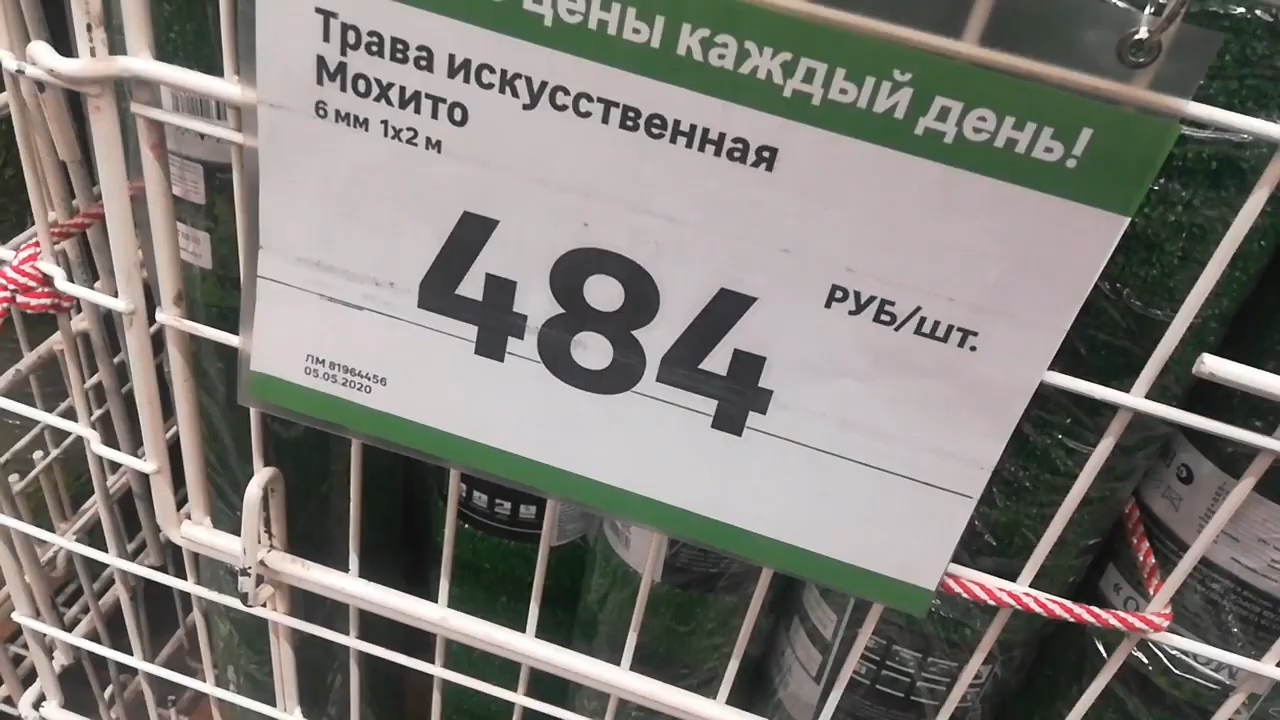 цены каждый день!
Трава искусственная
Мохито
6 мм 1х2 м
484
РУБ/шт.
ЛМ 81964456
05.05.2020